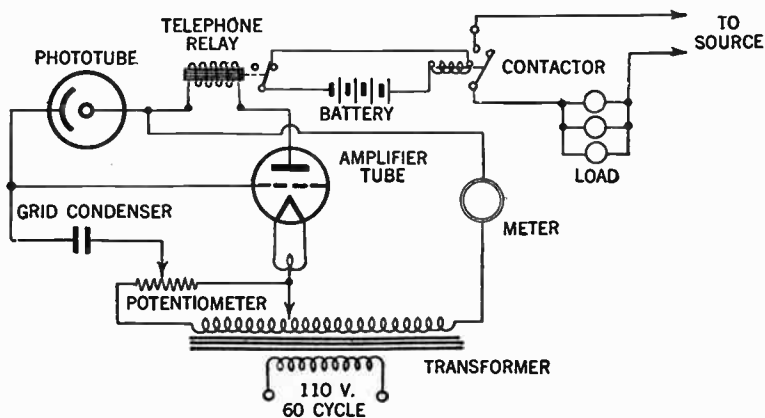 TELEPHONE
RELAY
PHOTOTUBE
TO
SOURCE
CONTACTOR
BATTERY
AMPLIFIER
TUBE
LOAD
GRID CONDENSER
METER
POTENTIOMETER
TRANSFORMER
110 V.
60 CYCLE